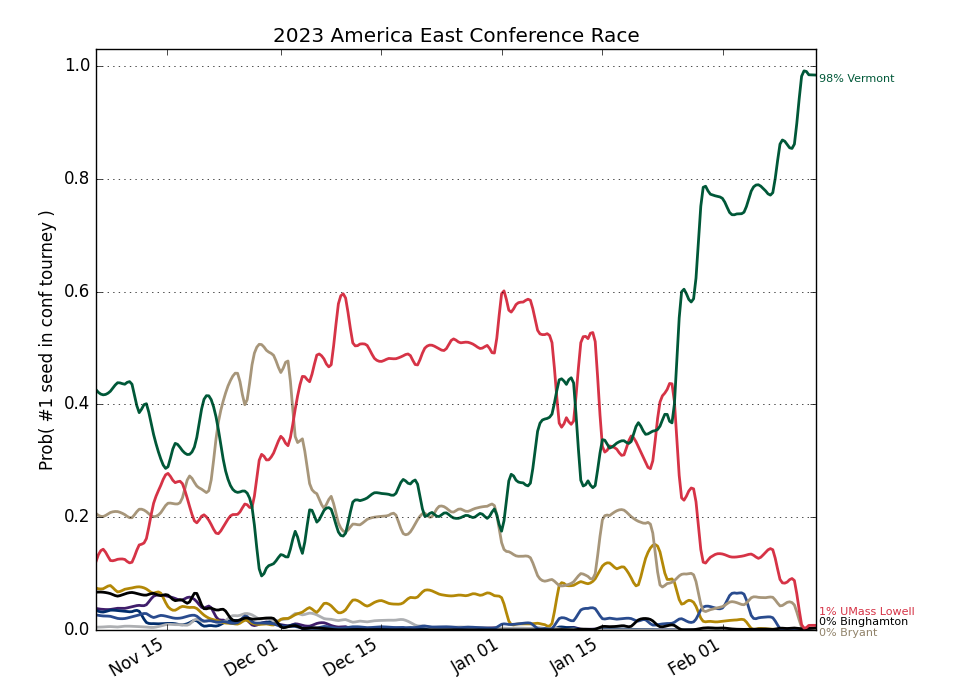 2023 America East Conference Race
Prob( #1 seed in conf tourney )
1.0
0.8
0.6
0.4
0.2
0.0
98% Vermont
1% UMass Lowell
0% Binghamton
0% Bryant
Nov 15
Dec 01
Dec 15
Jan 01
Jan 15
Feb 01